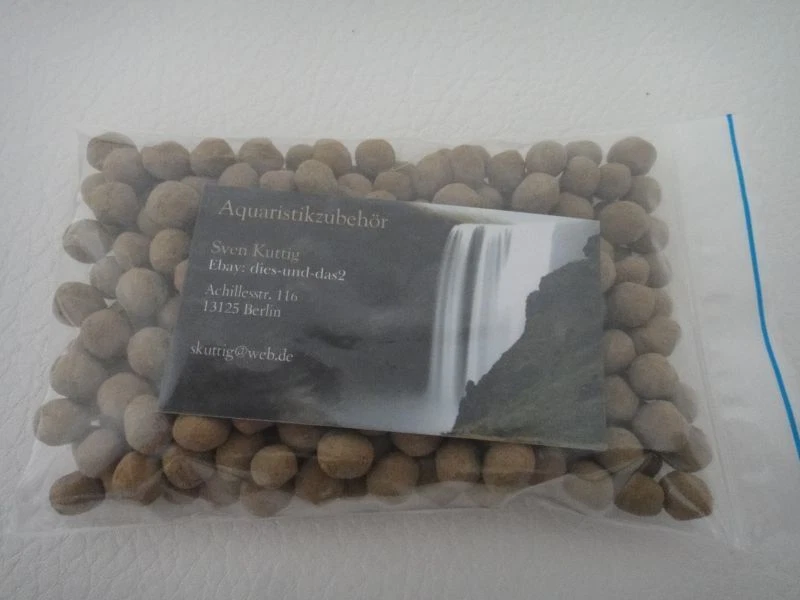 Aquaristikzubehör
Sven Kuttig
Ebay: dies-und-das2
Achillesstr. 116
13125 Berlin
skuttig@web.de